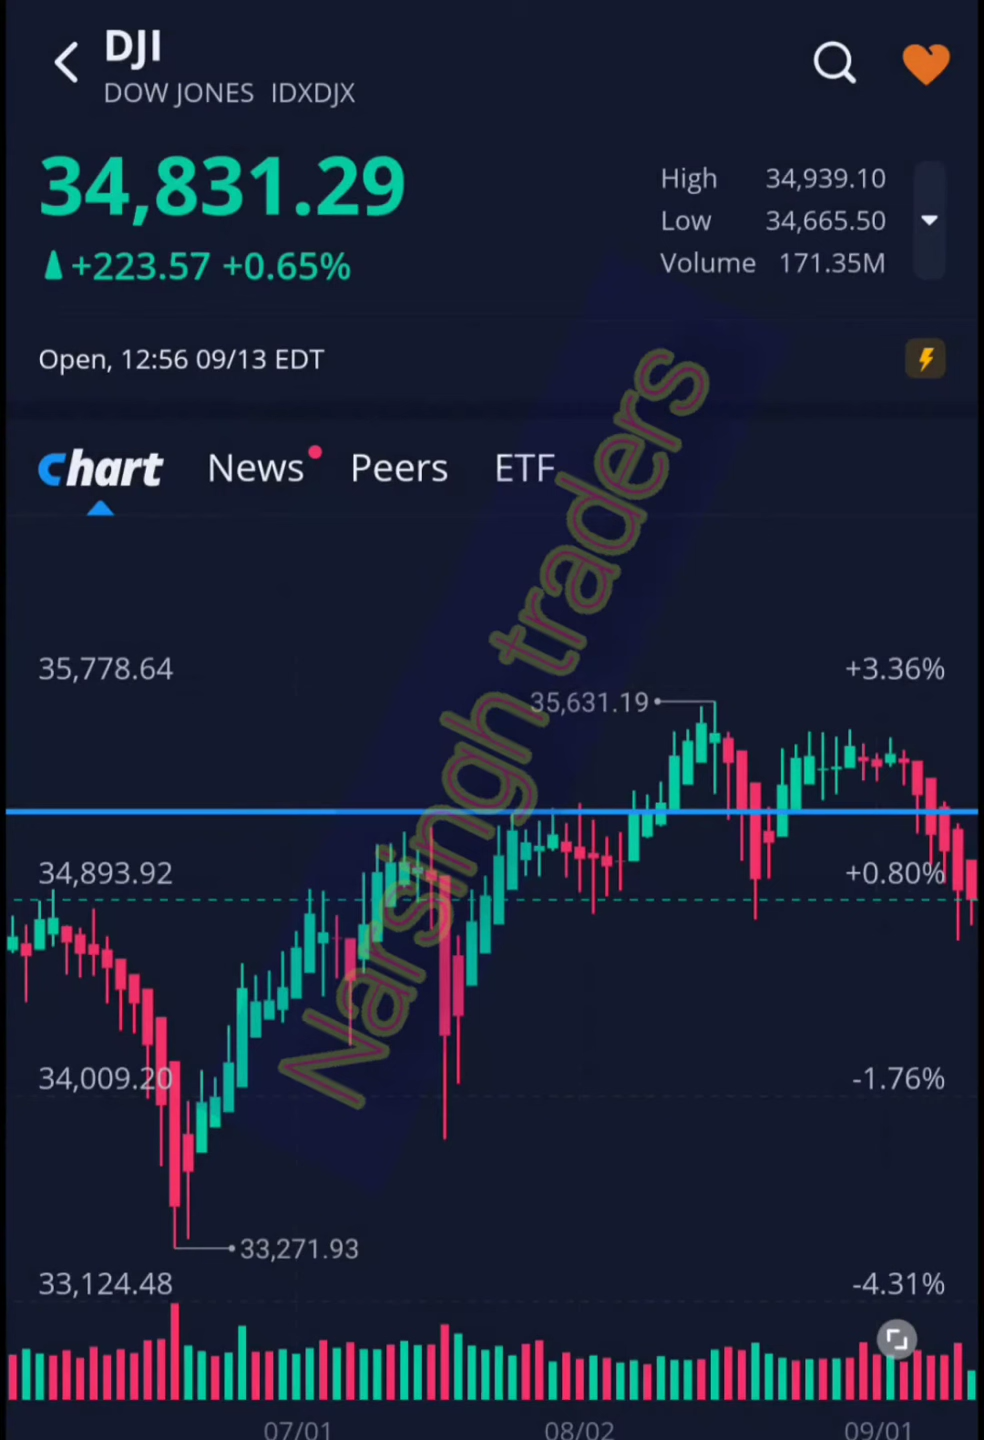 DJI
DOW JONES IDXDJX
34,831.29
+223.57 +0.65%
High 34,939.10
Low 34,665.50
Volume 171.35M
Open, 12:56 09/13 EDT
Chart News Peers ETF
35,778.64 +3.36%
35,631.19
34,893.92 +0.80%
34,009.20 -1.76%
33,271.93
33,124.48 -4.31%
07/01 08/02 09/01
Narsingh traders